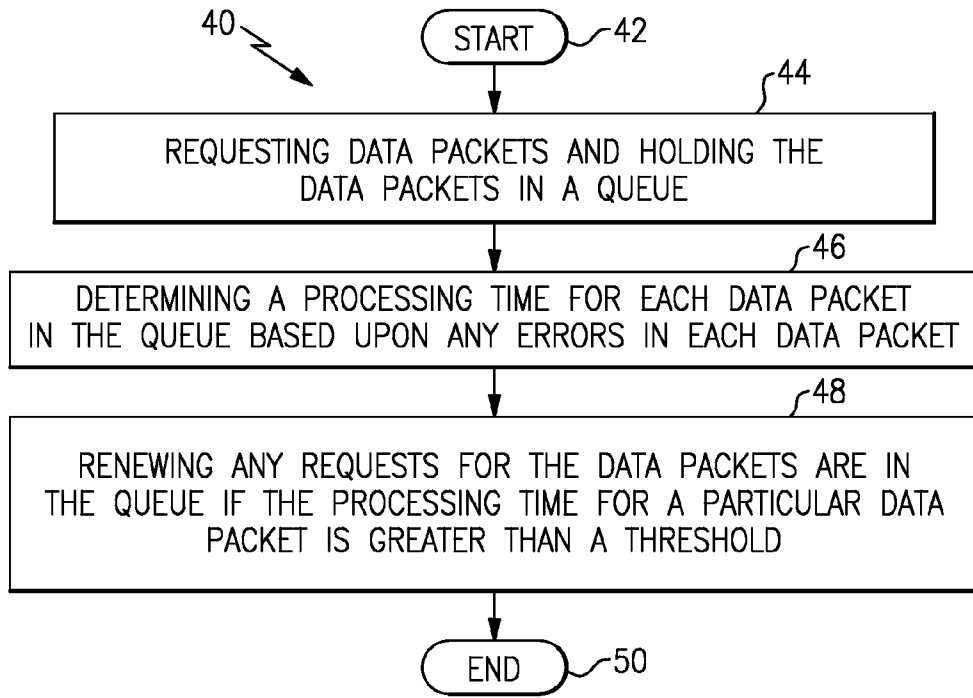 40
START
42
44
REQUESTING DATA PACKETS AND HOLDING THE
DATA PACKETS IN A QUEUE
46
DETERMINING A PROCESSING TIME FOR EACH DATA PACKET
IN THE QUEUE BASED UPON ANY ERRORS IN EACH DATA PACKET
48
RENEWING ANY REQUESTS FOR THE DATA PACKETS ARE IN
THE QUEUE IF THE PROCESSING TIME FOR A PARTICULAR DATA
PACKET IS GREATER THAN A THRESHOLD
END
50